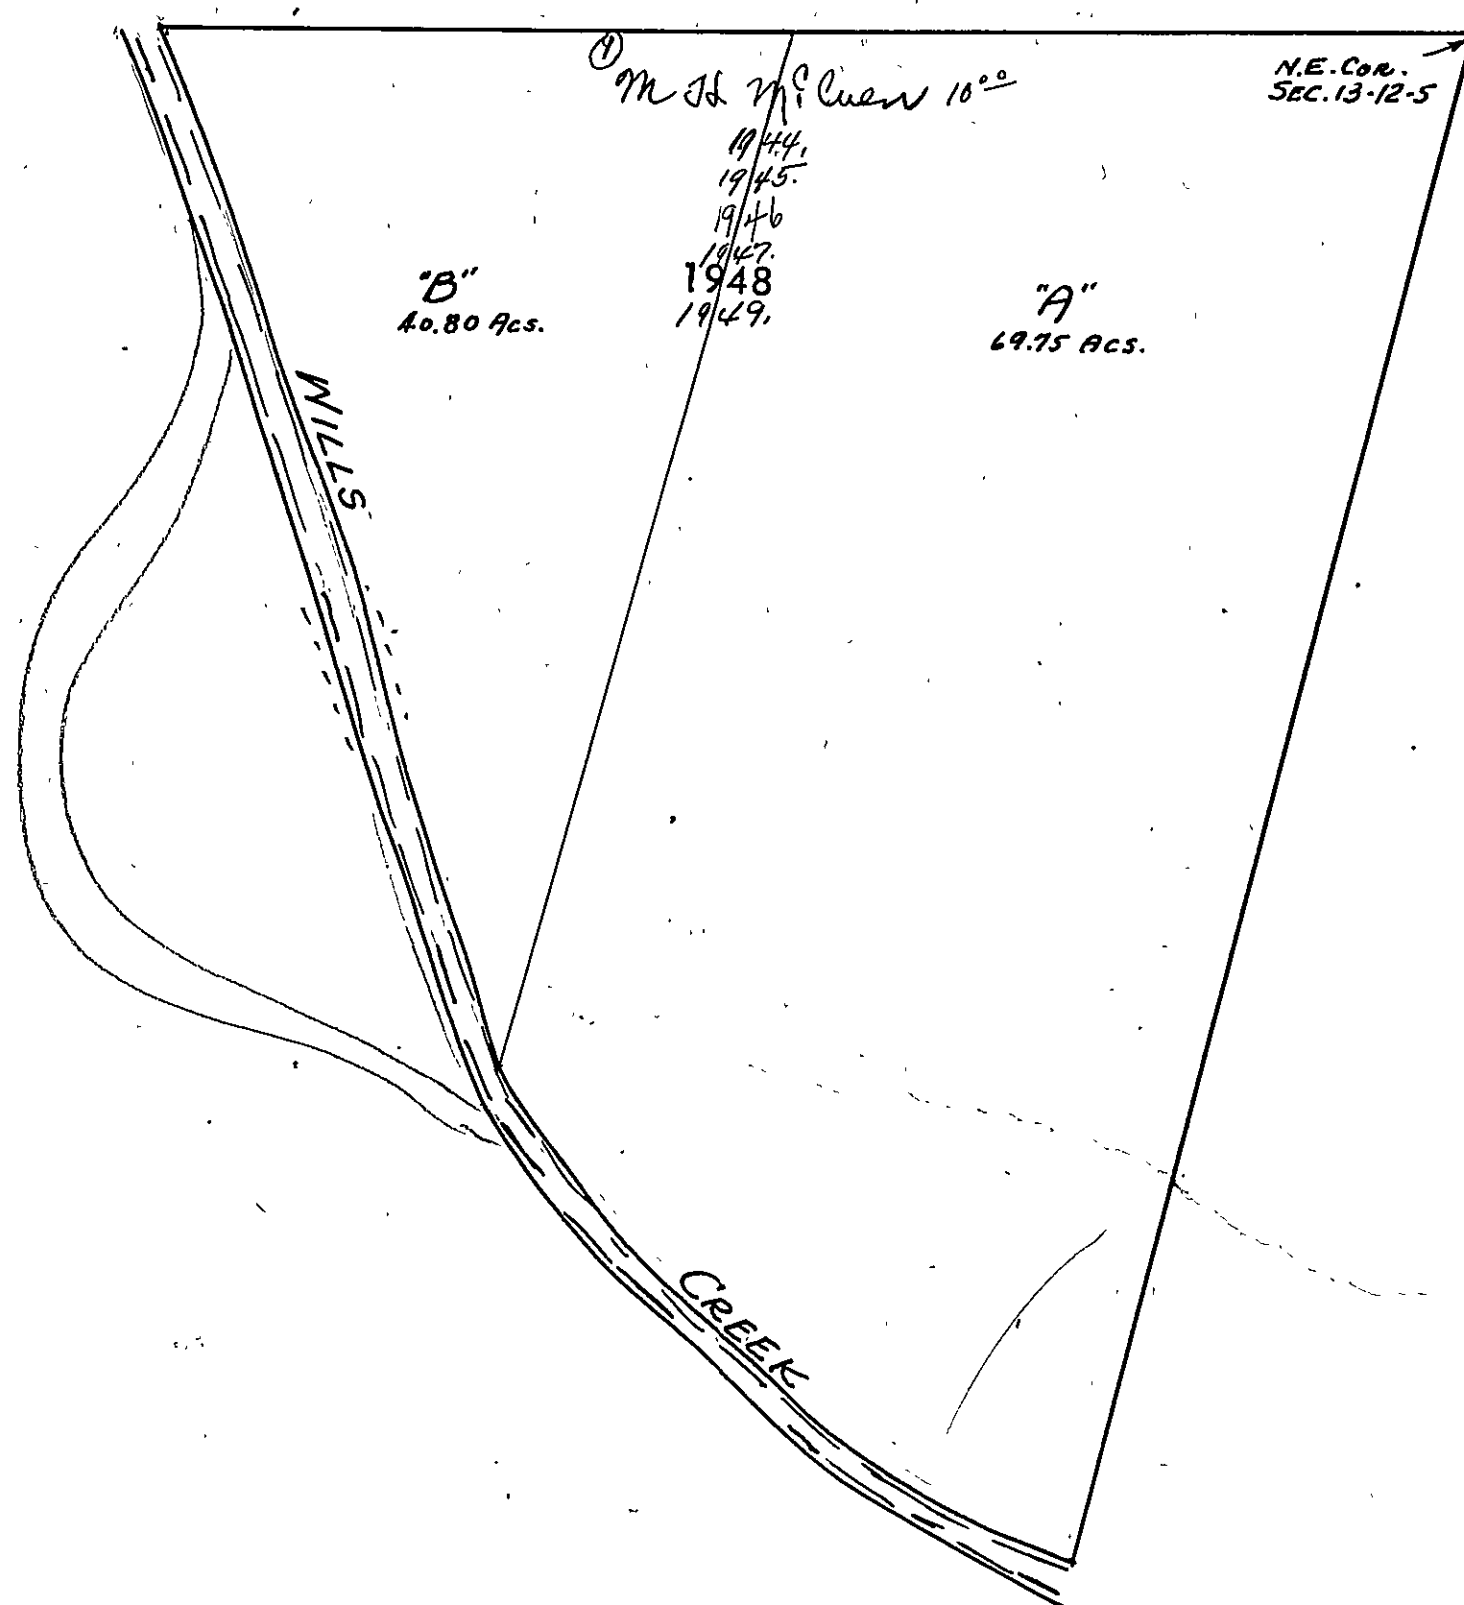 ④
M H McCuen 10⁰⁰
N.E. COR.
SEC. 13-12-5
1944,
1945.
1946
1947.
1948
1949,
"B"
40.80 Acs.
"A"
69.75 Acs.
WILLS
CREEK